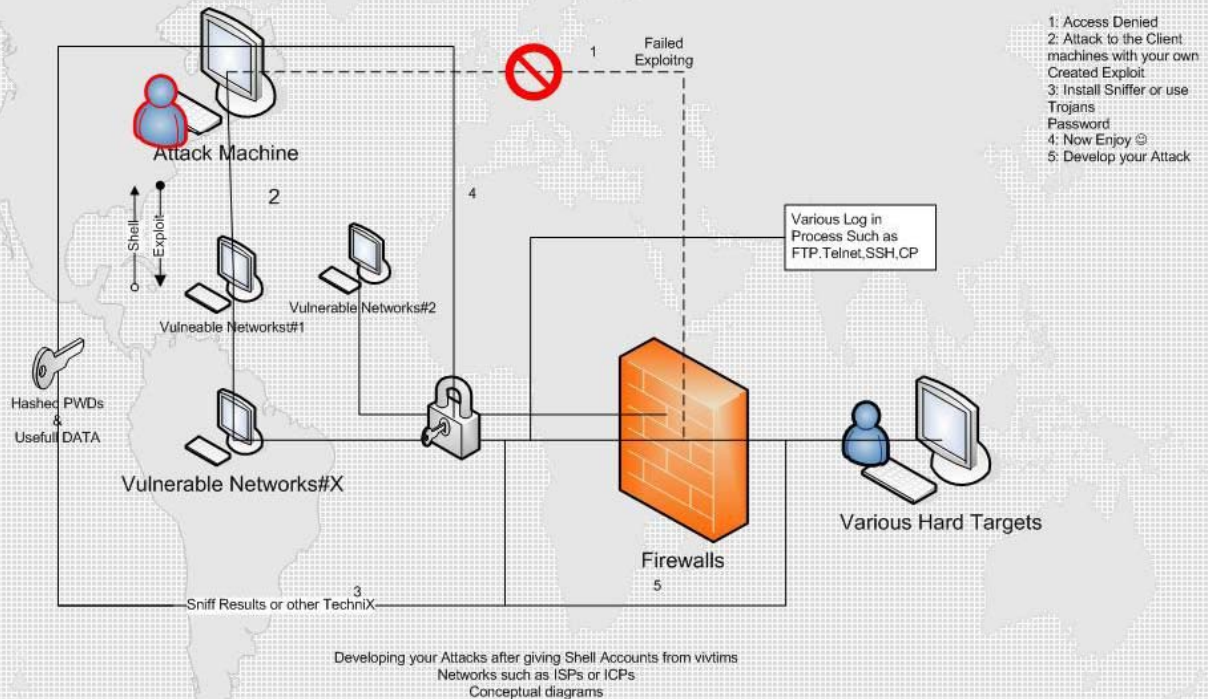 1: Access Denied
2: Attack to the Client
machines with your own
Created Exploit
3: Install Sniffer or use
Trojans
Password
4: Now Enjoy ☺
5: Develop your Attack
1
Failed
Exploitng
Attack Machine
2
4
Shell
Exploit
Various Log in
Process Such as
FTP.Telnet,SSH,CP
Vulneable Networkst#1
Vulnerable Networks#2
Hashed PWDs
&
Usefull DATA
Vulnerable Networks#X
Various Hard Targets
Firewalls
5
3
Sniff Results or other TechniX
Developing your Attacks after giving Shell Accounts from vivtims
Networks such as ISPs or ICPs
Conceptual diagrams